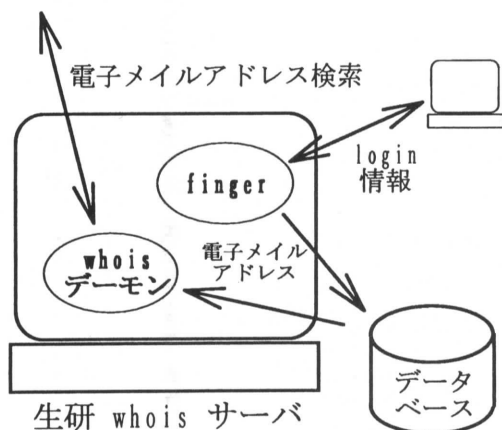 電子メイルアドレス検索
finger
login
情報
whois
デーモン
電子メイル
アドレス
データ
ベース
生研 whois サーバ